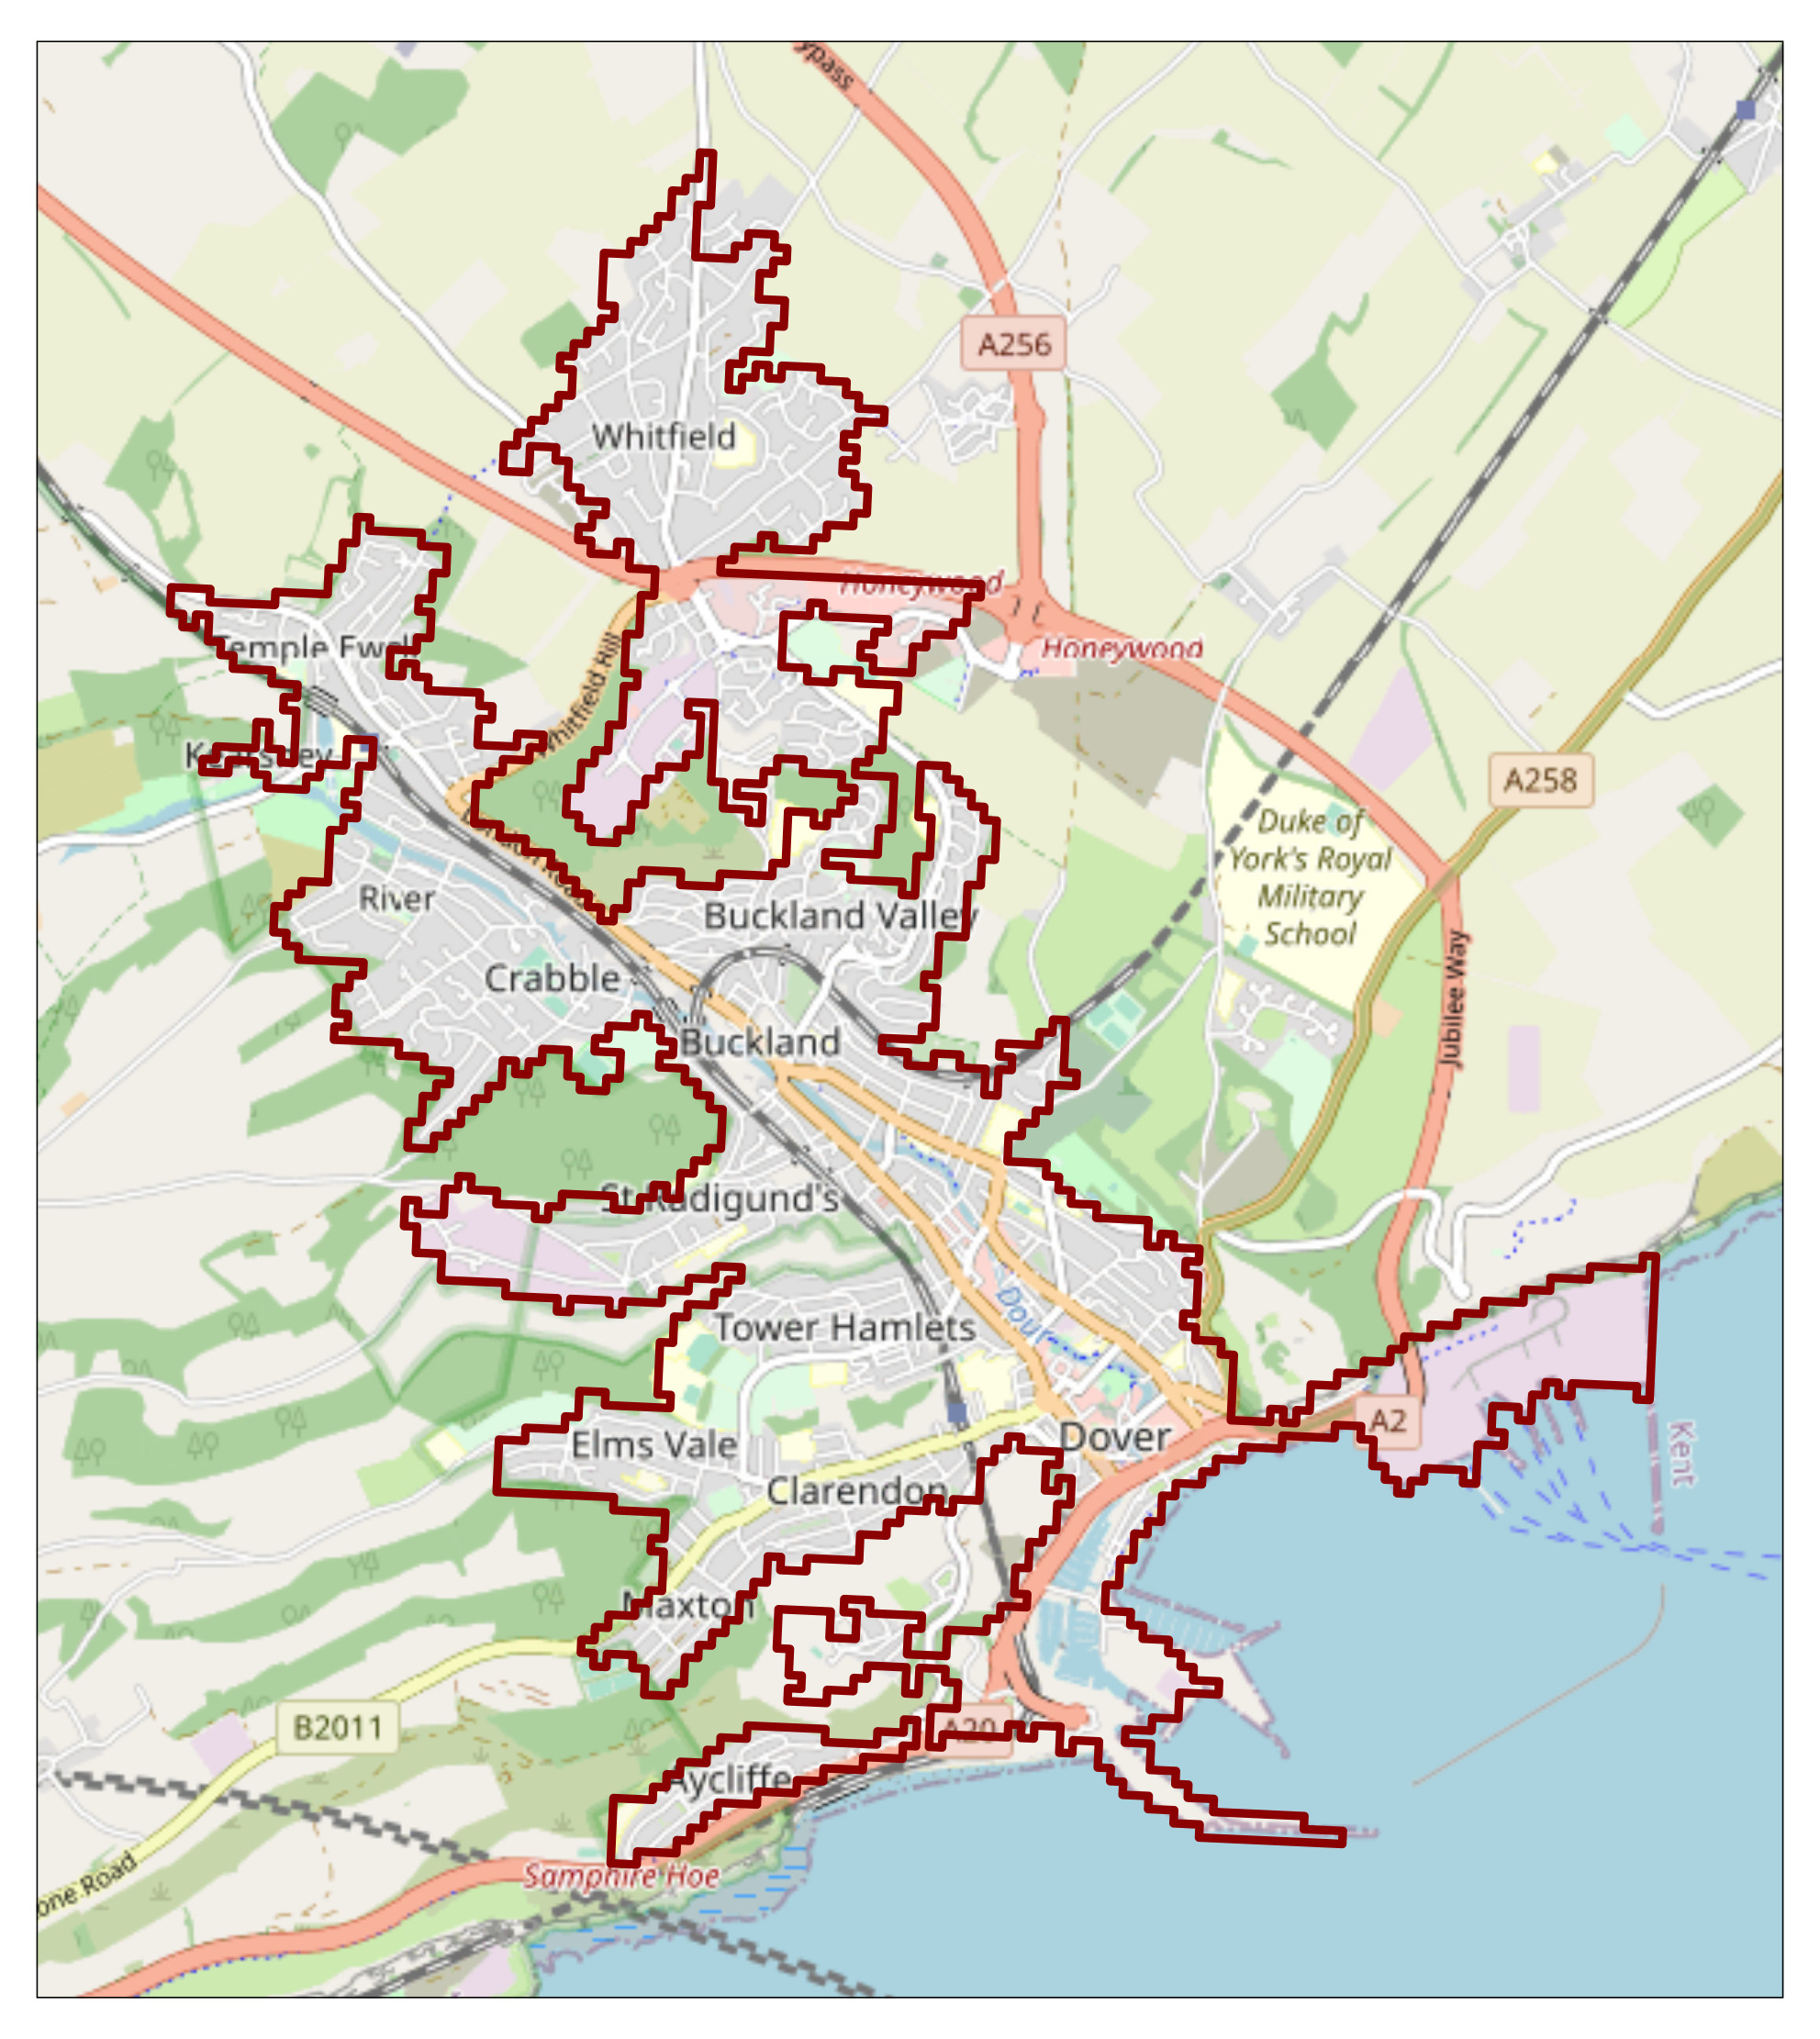 ypass
A256
Whitfield
Honeywood
Honeywood
Temple Ewell
Whitfield Hill
Kearsney
A258
Duke of
York's Royal
Military
School
London Road
River
Buckland Valley
Crabble
Jubilee Way
Buckland
St Radigund's
Dour
Tower Hamlets
A2
Dover
Kent
Elms Vale
Clarendon
Maxton
B2011
A20
Aycliffe
Samphire Hoe
one Road